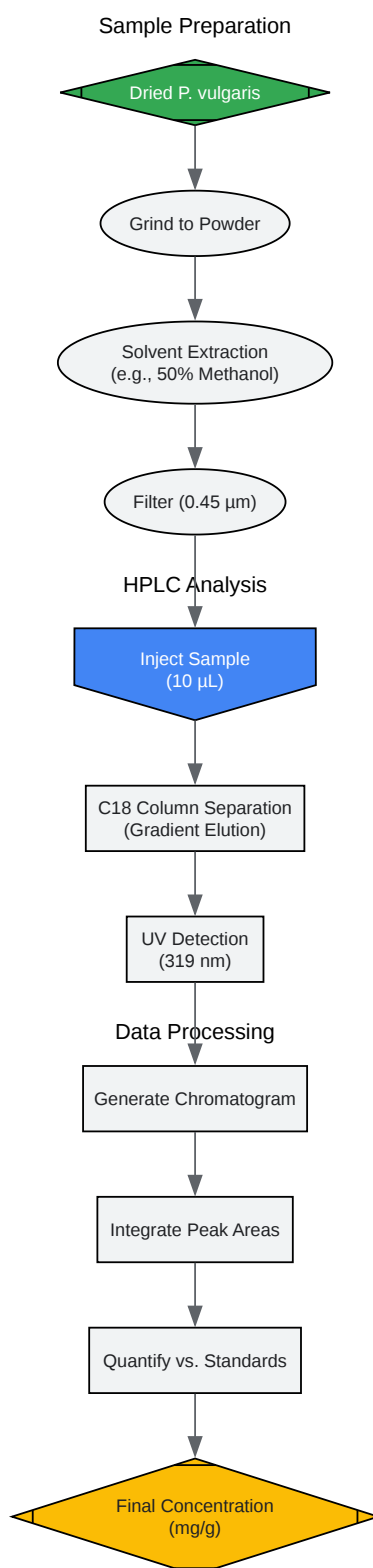 Sample Preparation
Dried P. vulgaris
Grind to Powder
Solvent Extraction
(e.g., 50% Methanol)
Filter (0.45 µm)
HPLC Analysis
Inject Sample
(10 µL)
C18 Column Separation
(Gradient Elution)
UV Detection
(319 nm)
Data Processing
Generate Chromatogram
Integrate Peak Areas
Quantify vs. Standards
Final Concentration
(mg/g)